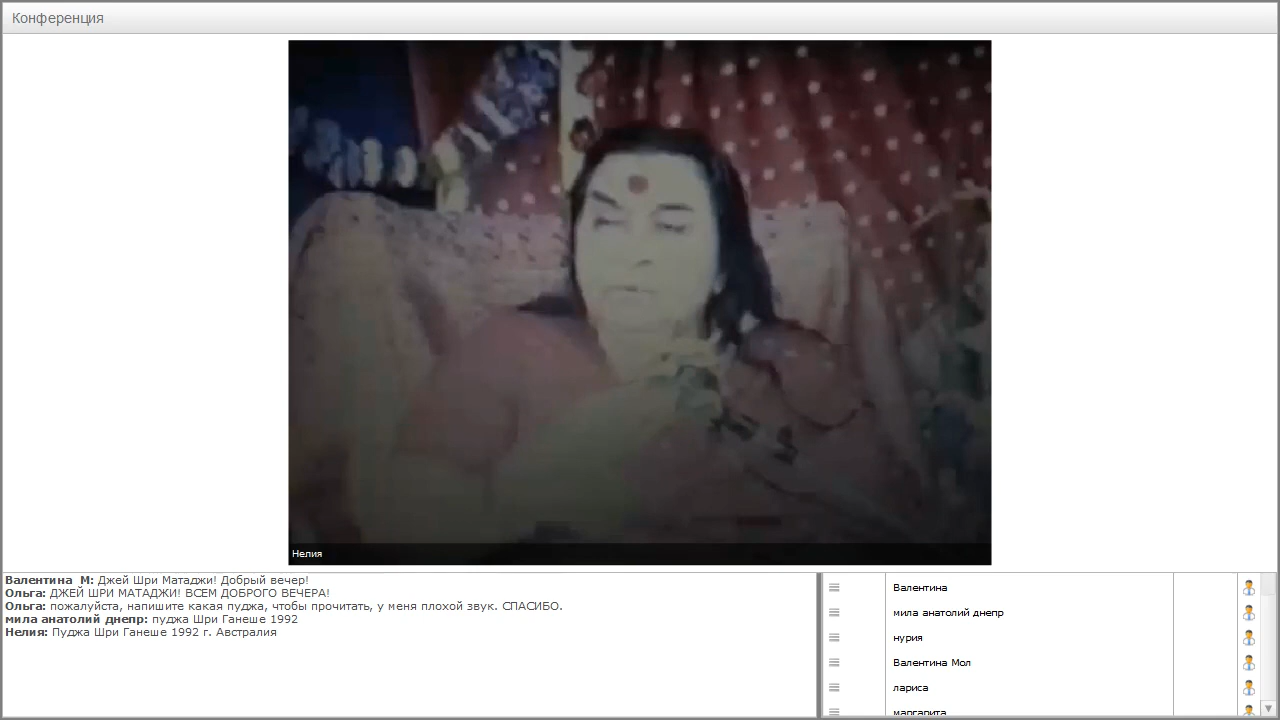 Конференция
Нелия
Валентина М: Джей Шри Матаджи! Добрый вечер!
Ольга: ДЖЕЙ ШРИ МАТАДЖИ! ВСЕМ ДОБРОГО ВЕЧЕРА!
Ольга: пожалуйста, напишите какая пуджа, чтобы прочитать, у меня плохой звук. СПАСИБО.
мила анатолий днепр: пуджа Шри Ганеше 1992
Нелия: Пуджа Шри Ганеше 1992 г. Австралия
Валентина
мила анатолий днепр
нурия
Валентина Мол
лариса
маргарита